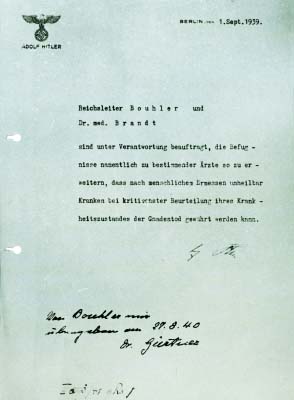 ADOLF HITLER
BERLIN, den 1.Sept.1939.
Reichsleiter Bouhler und
Dr. med. Brandt
sind unter Verantwortung beauftragt, die Befug -
nisse namentlich zu bestimmender Ärzte so zu er -
weitern, dass nach menschlichem Ermessen unheilbar
Kranken bei kritischster Beurteilung ihres Krank -
heitszustandes der Gnadentod gewährt werden kann.
Von Bouhler mir
übergeben am 27.8.40
Dr. Gürtner